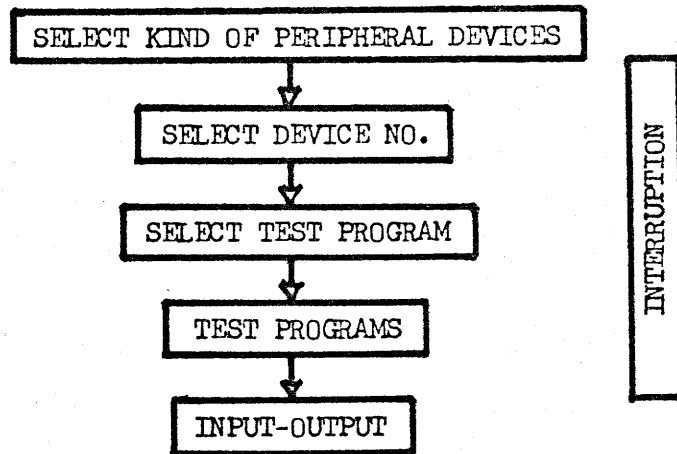 SELECT KIND OF PERIPHERAL DEVICES
SELECT DEVICE NO.
SELECT TEST PROGRAM
TEST PROGRAMS
INPUT-OUTPUT
INTERRUPTION